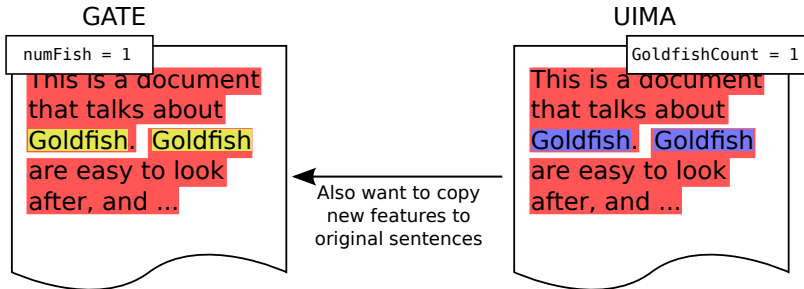 GATE
numFish = 1
This is a document
that talks about
Goldfish. Goldfish
are easy to look
after, and ...
Also want to copy
new features to
original sentences
UIMA
GoldfishCount = 1
This is a document
that talks about
Goldfish. Goldfish
are easy to look
after, and ...